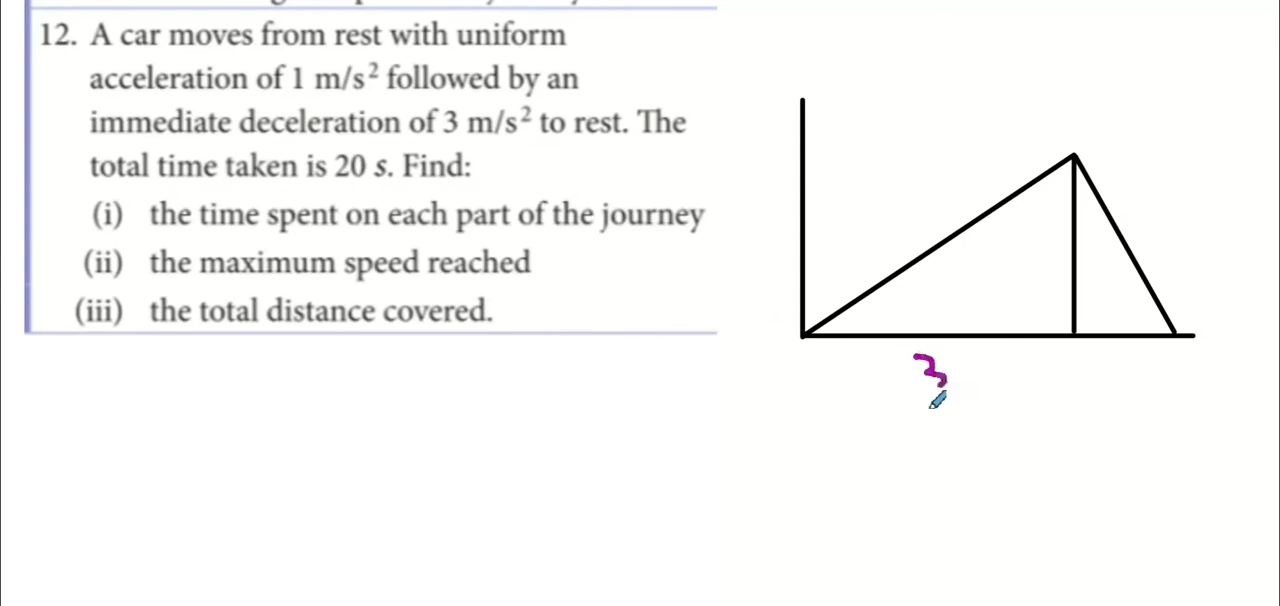 12. A car moves from rest with uniform
acceleration of 1 m/s² followed by an
immediate deceleration of 3 m/s² to rest. The
total time taken is 20 s. Find:
(i) the time spent on each part of the journey
(ii) the maximum speed reached
(iii) the total distance covered.
3